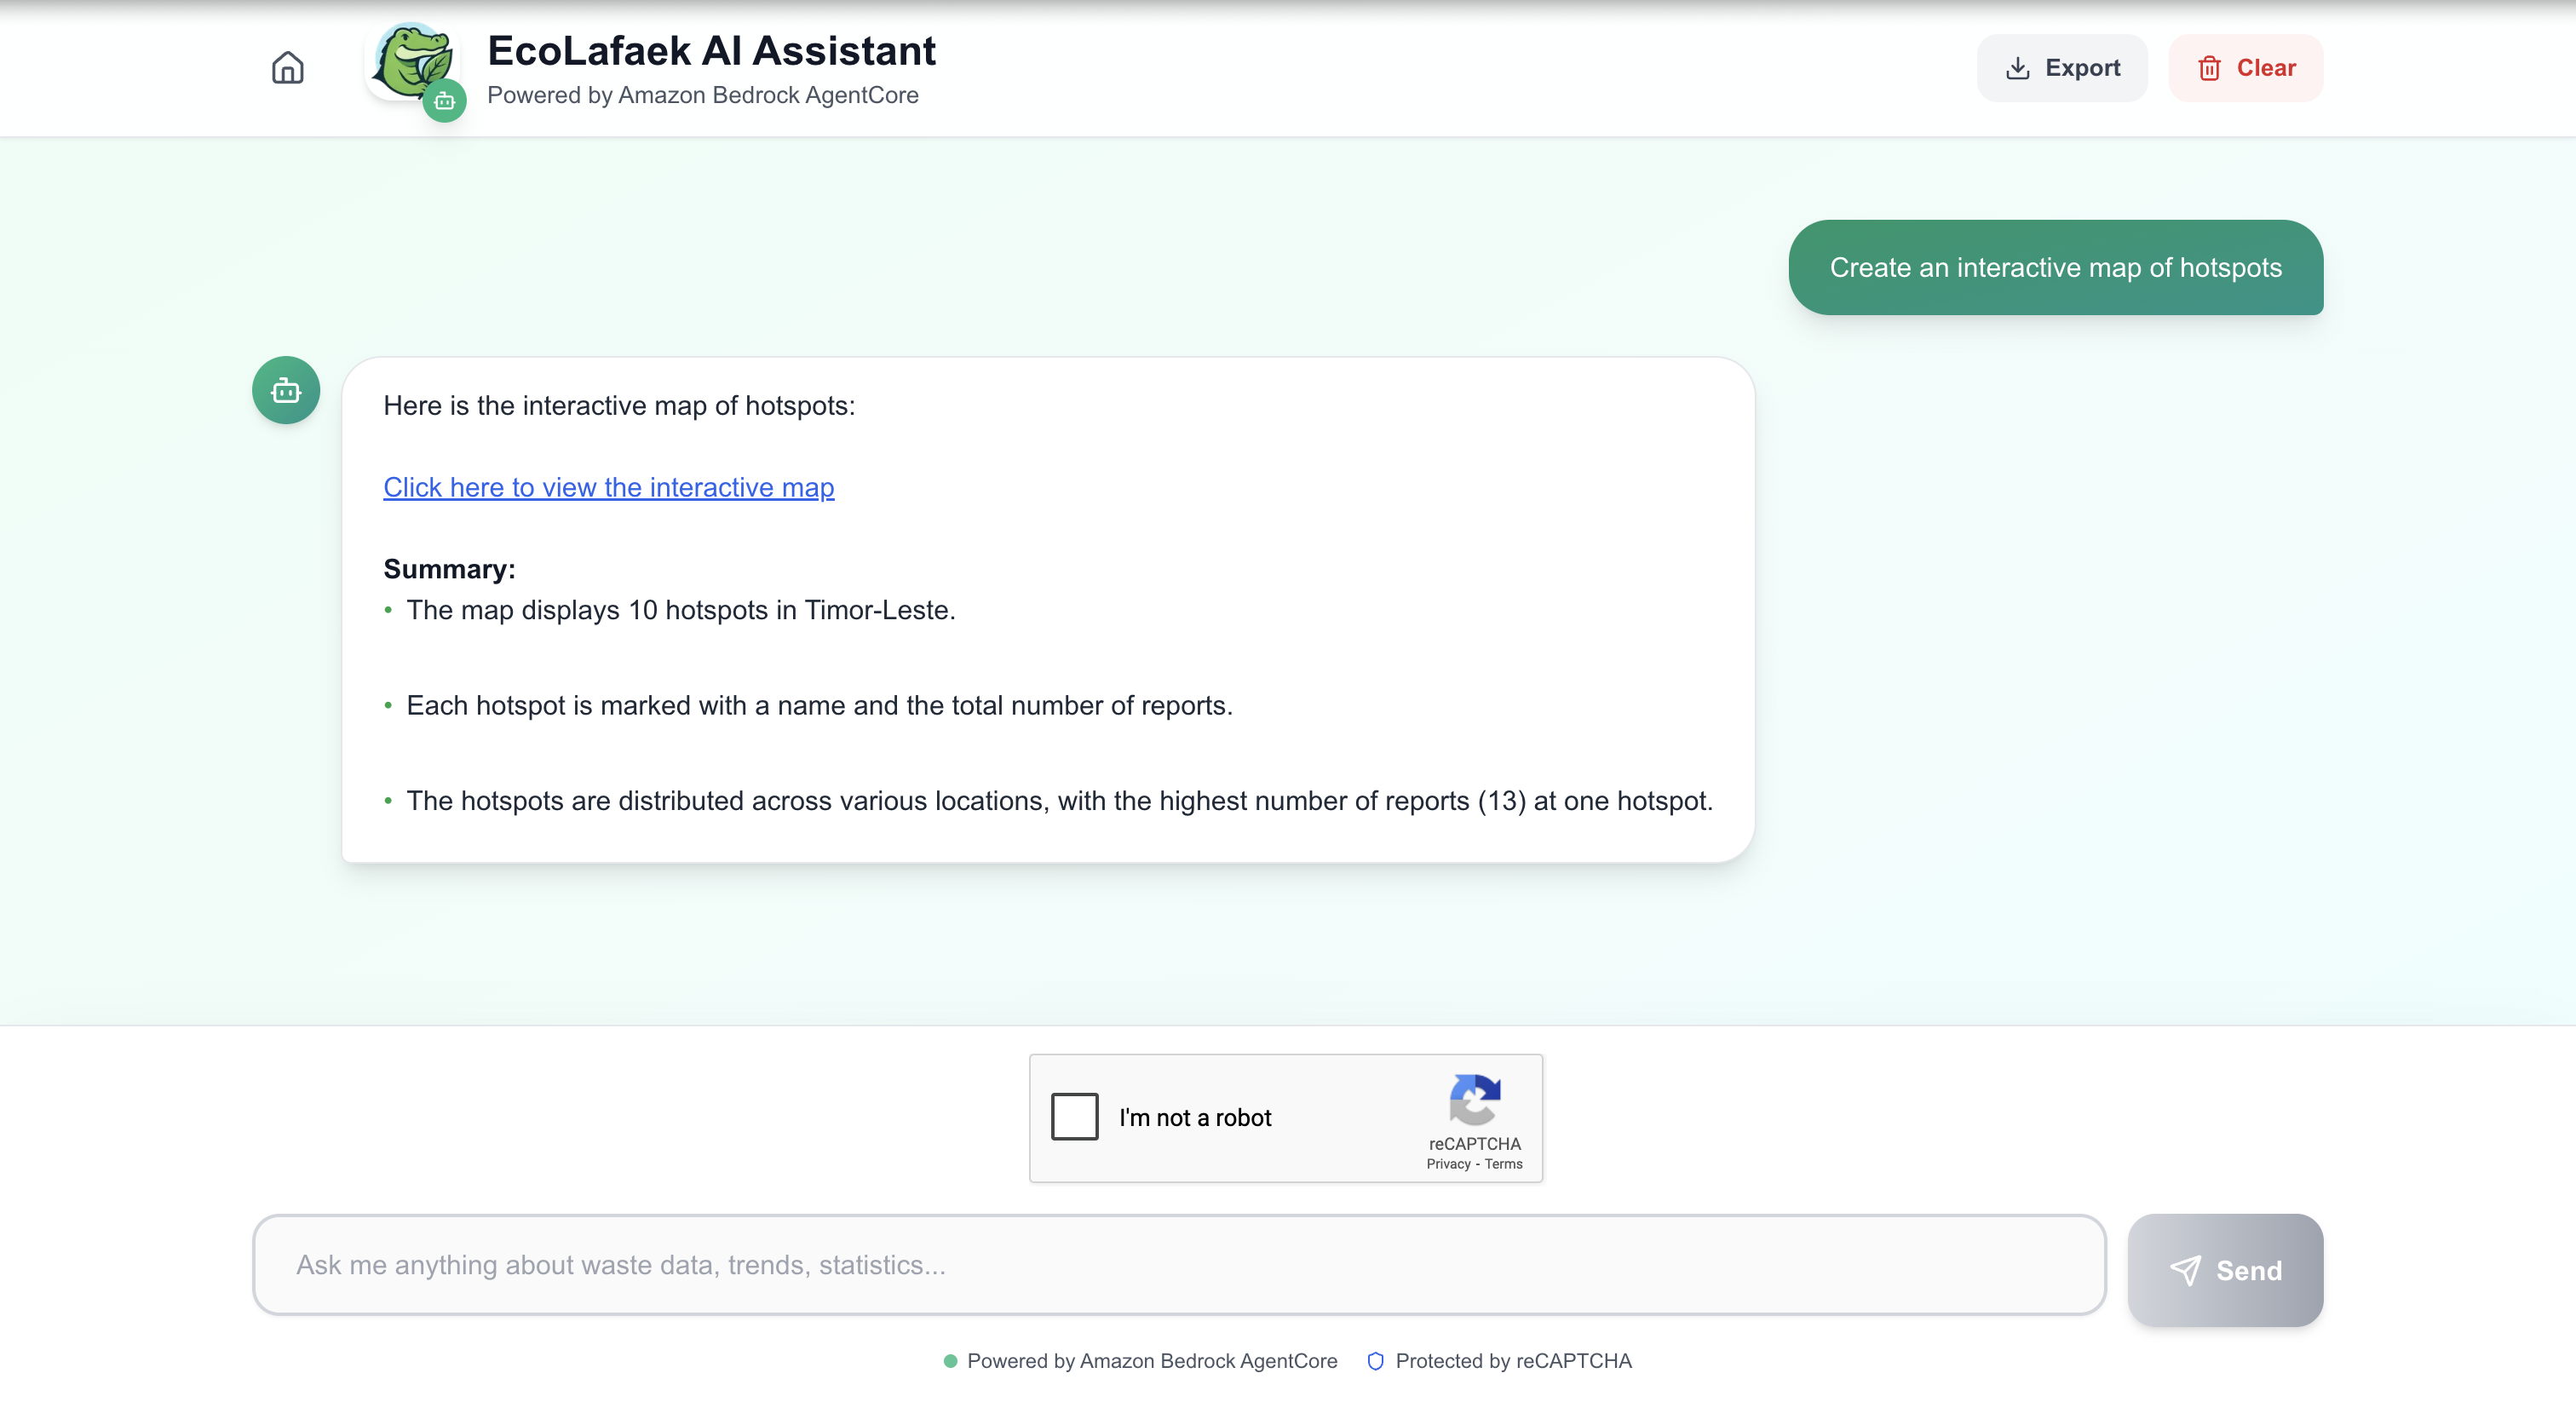 EcoLafaek AI Assistant
Powered by Amazon Bedrock AgentCore
Export
Clear
Create an interactive map of hotspots
Here is the interactive map of hotspots:
Click here to view the interactive map
Summary:
• The map displays 10 hotspots in Timor-Leste.
• Each hotspot is marked with a name and the total number of reports.
• The hotspots are distributed across various locations, with the highest number of reports (13) at one hotspot.
I'm not a robot
reCAPTCHA
Privacy - Terms
Ask me anything about waste data, trends, statistics...
Send
Powered by Amazon Bedrock AgentCore
Protected by reCAPTCHA